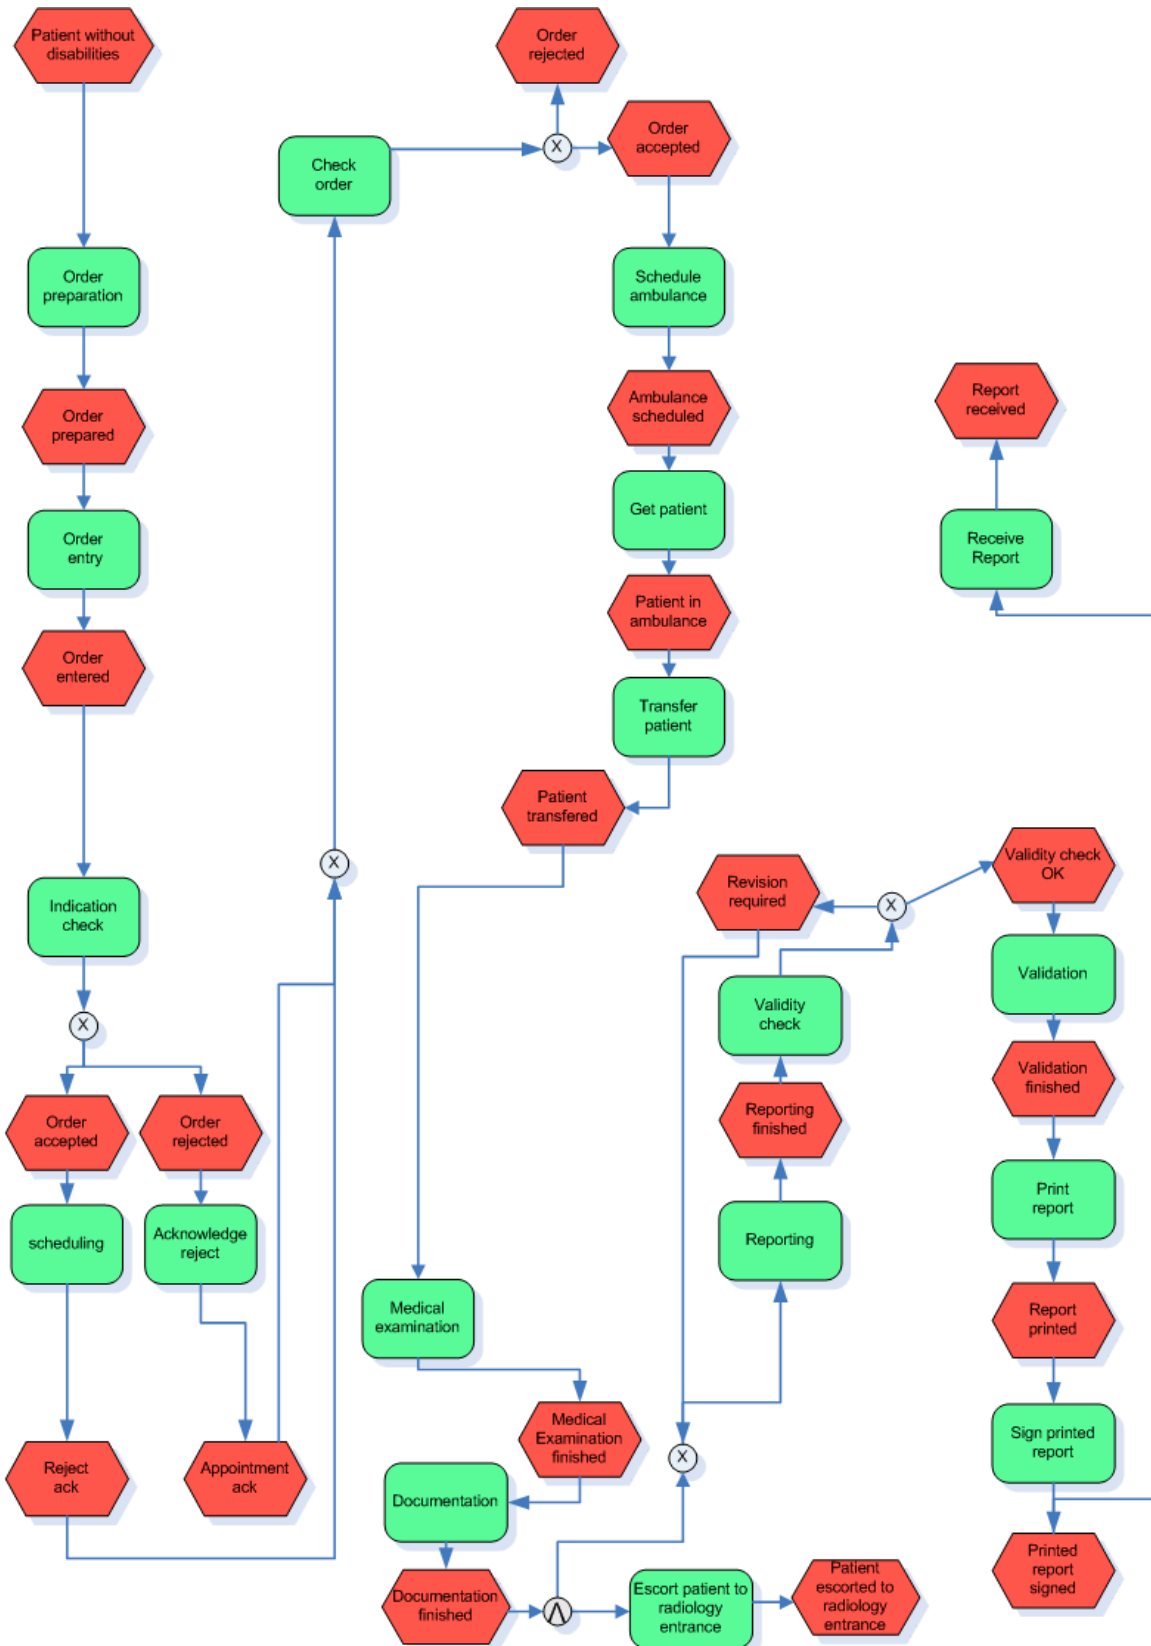 Patient without
disabilities
Order
preparation
Order
prepared
Order
entry
Order
entered
Indication
check
X
Order
accepted
Order
rejected
scheduling
Acknowledge
reject
Reject
ack
Appointment
ack
X
Check
order
X
Order
rejected
Order
accepted
Schedule
ambulance
Ambulance
scheduled
Get patient
Patient in
ambulance
Transfer
patient
Patient
transfered
Medical
examination
Medical
Examination
finished
Documentation
Documentation
finished
Λ
Escort patient to
radiology
entrance
Patient
escorted to
radiology
entrance
X
Reporting
Reporting
finished
Validity
check
X
Revision
required
Validity check
OK
Validation
Validation
finished
Print
report
Report
printed
Sign printed
report
Printed
report
signed
Receive
Report
Report
received